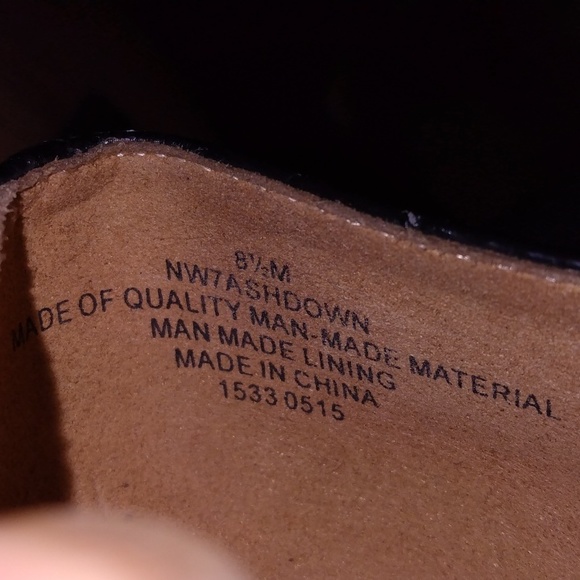 8½M
NW7ASHDOWN
MADE OF QUALITY MAN-MADE MATERIAL
MAN MADE LINING
MADE IN CHINA
1533 0515